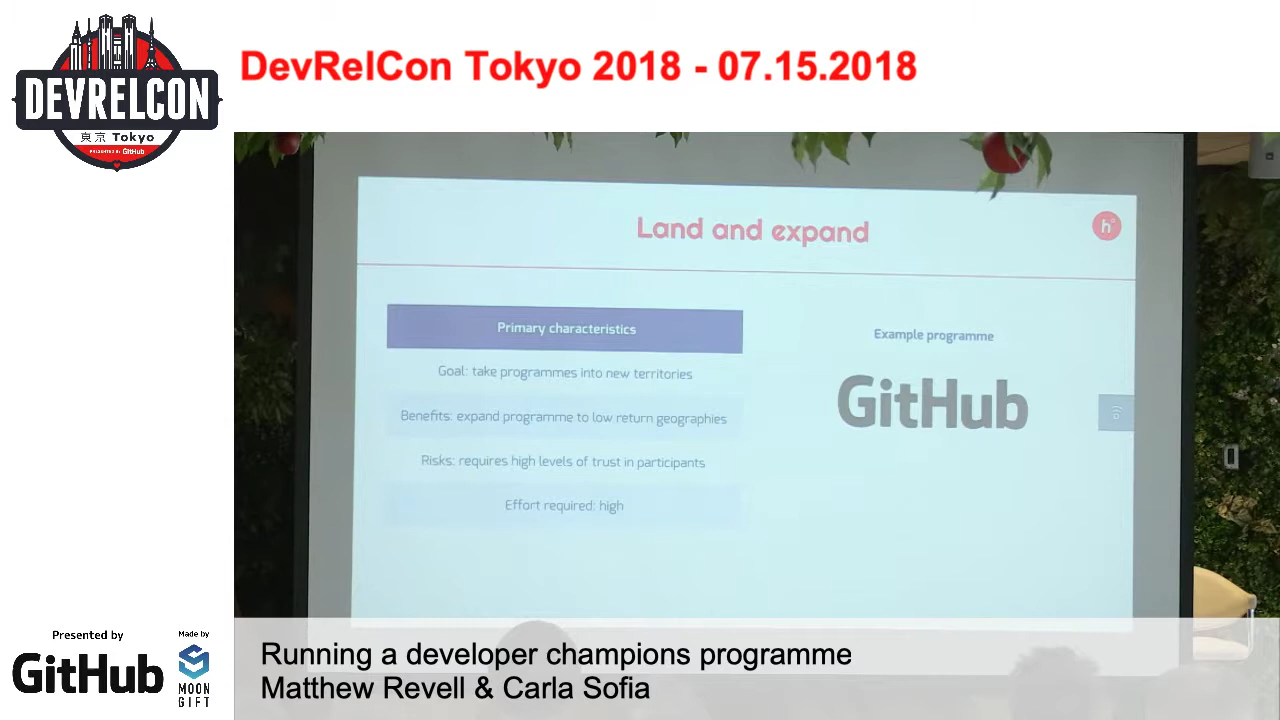 DEVRELCON
東京 Tokyo
PRESENTED BY GitHub
DevRelCon Tokyo 2018 - 07.15.2018
Land and expand
h
Primary characteristics
Goal: take programmes into new territories
Benefits: expand programme to low return geographies
Risks: requires high levels of trust in participants
Effort required: high
Example programme
GitHub
Presented by
GitHub
Made by
MOON
GIFT
Running a developer champions programme
Matthew Revell & Carla Sofia